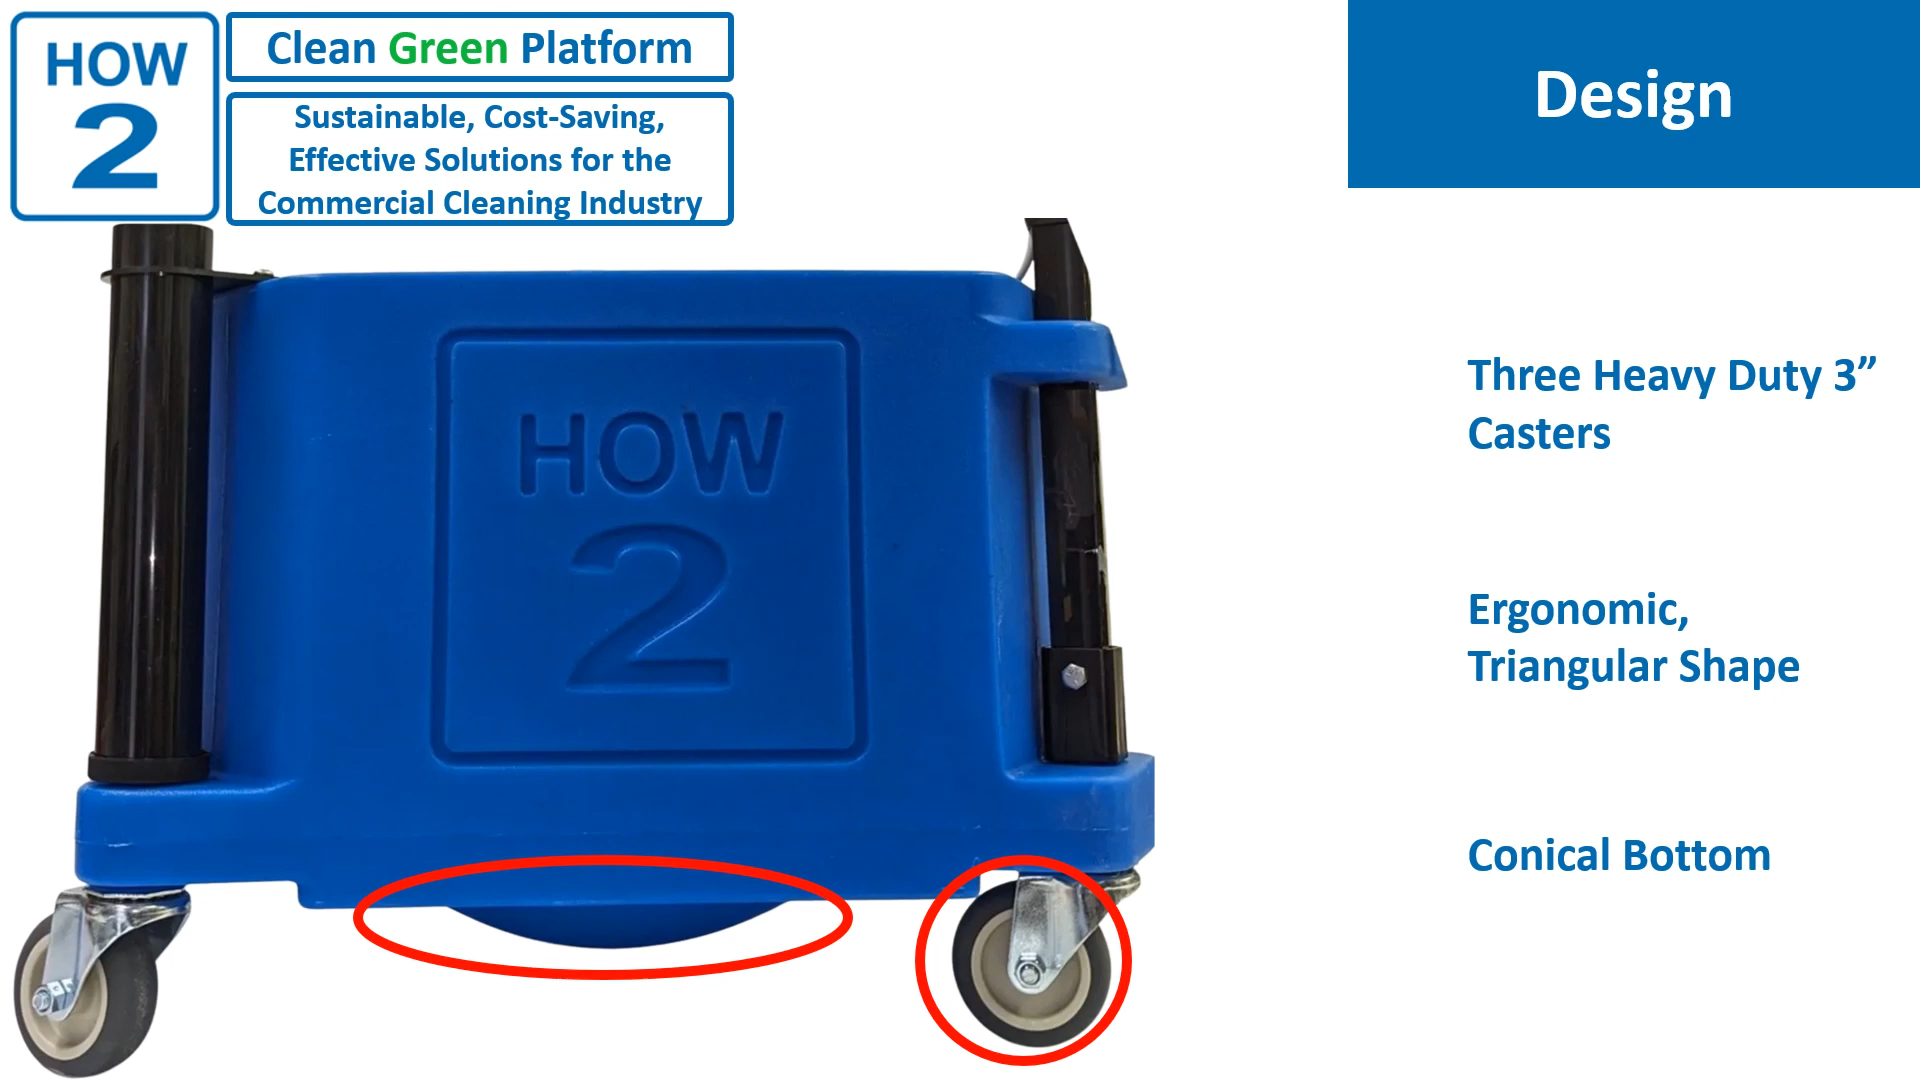 HOW
2
Clean Green Platform
Sustainable, Cost-Saving,
Effective Solutions for the
Commercial Cleaning Industry
Design
HOW
2
Three Heavy Duty 3”
Casters
Ergonomic,
Triangular Shape
Conical Bottom